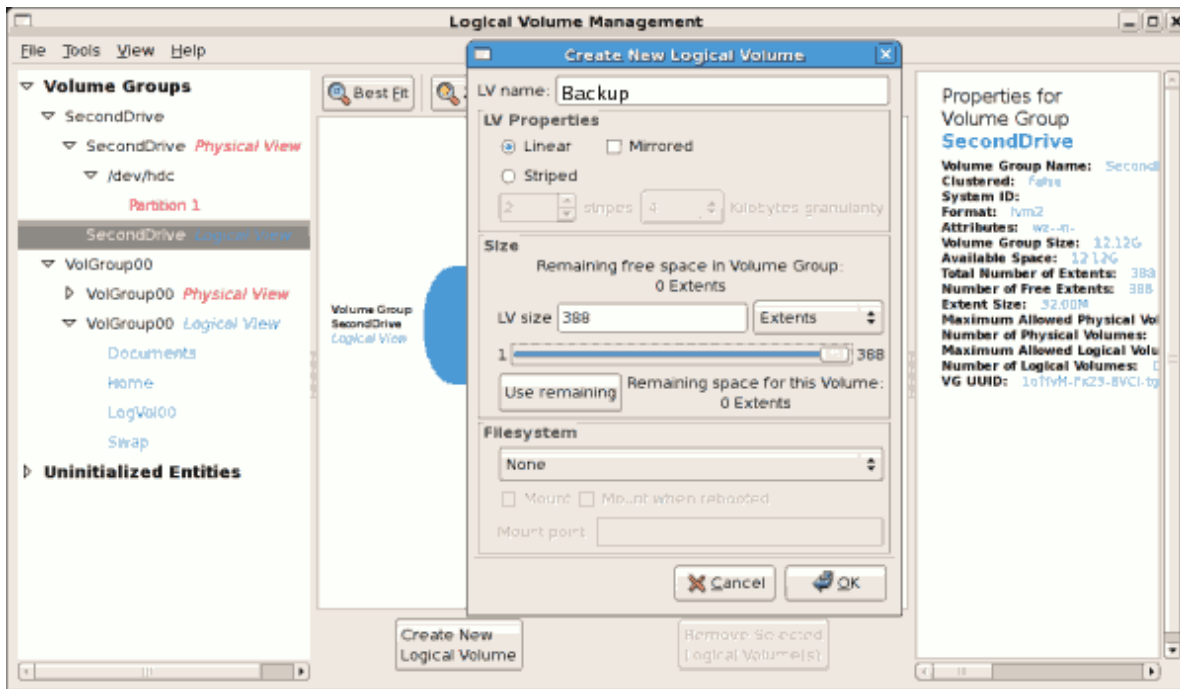 Logical Volume Management
File Tools View Help
Volume Groups
SecondDrive
SecondDrive Physical View
/dev/hdc
Partition 1
SecondDrive Logical View
VolGroup00
VolGroup00 Physical View
VolGroup00 Logical View
Documents
Home
LogVol00
Swap
Uninitialized Entities
Best Fit
Volume Group
SecondDrive
Logical View
Create New
Logical Volume
Remove Selected
Logical Volume(s)
Create New Logical Volume
LV name: Backup
LV Properties
Linear Mirrored
Striped
2 stripes 4 Kilobytes granularity
Size
Remaining free space in Volume Group:
0 Extents
LV size 388 Extents
1 388
Use remaining
Remaining space for this Volume:
0 Extents
Filesystem
None
Mount Mount when rebooted
Mount point
Cancel OK
Properties for
Volume Group
SecondDrive
Volume Group Name:
Clustered: False
System ID:
Format: lvm2
Attributes: wz--n-
Volume Group Size: 12.12G
Available Space: 12.12G
Total Number of Extents: 388
Number of Free Extents: 388
Extent Size: 32.00M
Maximum Allowed Physical Vol
Number of Physical Volumes:
Maximum Allowed Logical Volu
Number of Logical Volumes:
VG UUID: